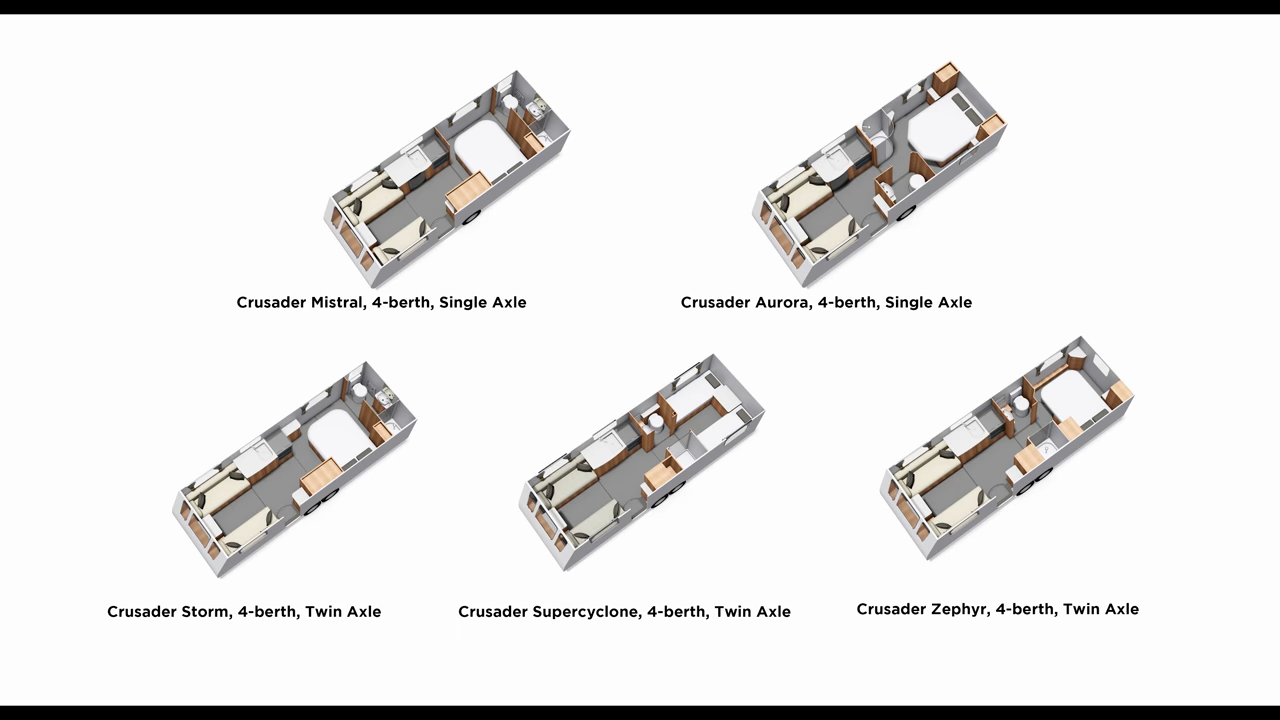 Crusader Mistral, 4-berth, Single Axle
Crusader Aurora, 4-berth, Single Axle
Crusader Storm, 4-berth, Twin Axle
Crusader Supercyclone, 4-berth, Twin Axle
Crusader Zephyr, 4-berth, Twin Axle